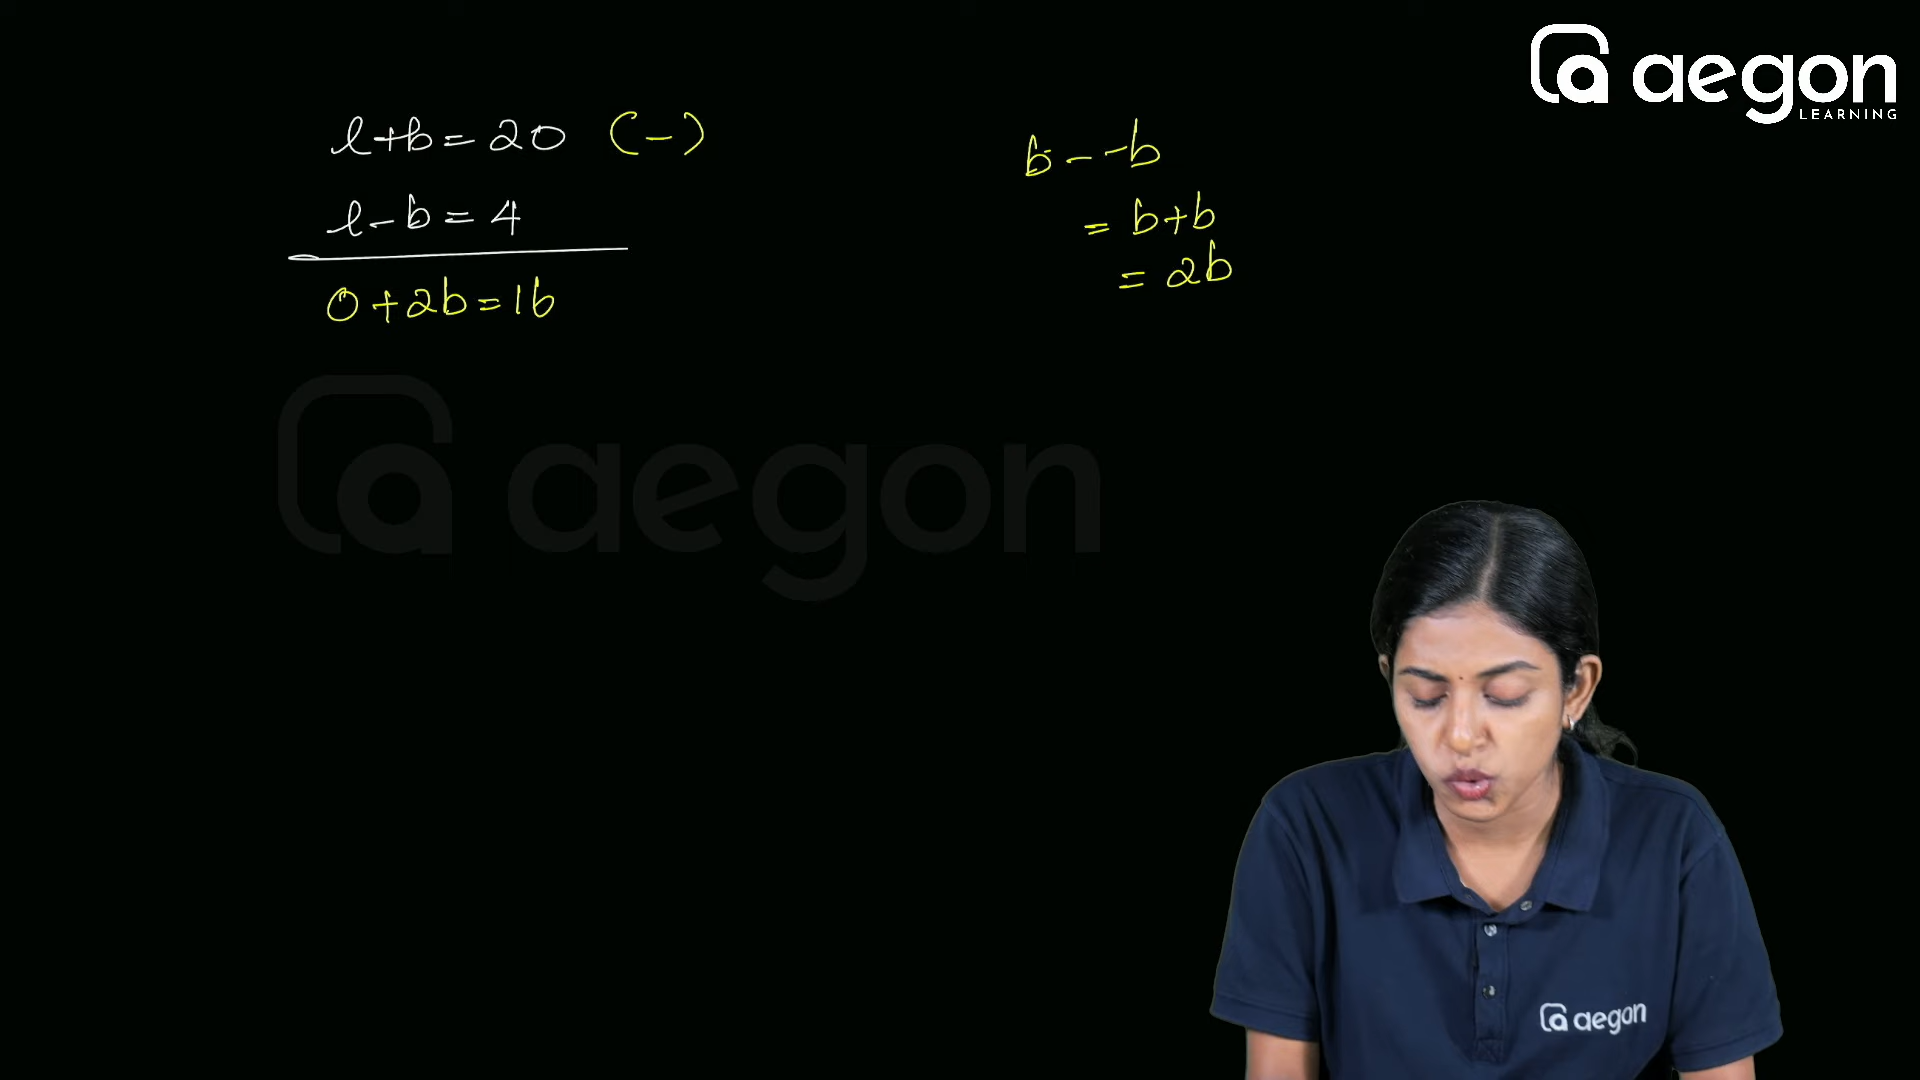 aegon
LEARNING
l+b=20 (-)
l-b=4
0+2b=16
b--b
=b+b
=2b
aegon
aegon